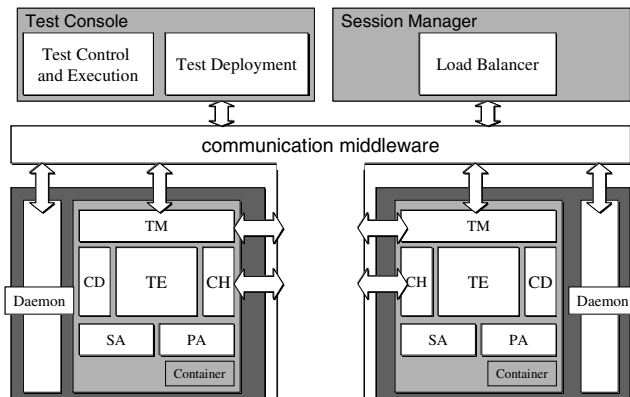 Test Console
Test Control
and Execution
Test Deployment
Session Manager
Load Balancer
communication middleware
TM
CD
TE
CH
Daemon
SA
PA
Container
TM
CH
TE
CD
Daemon
SA
PA
Container